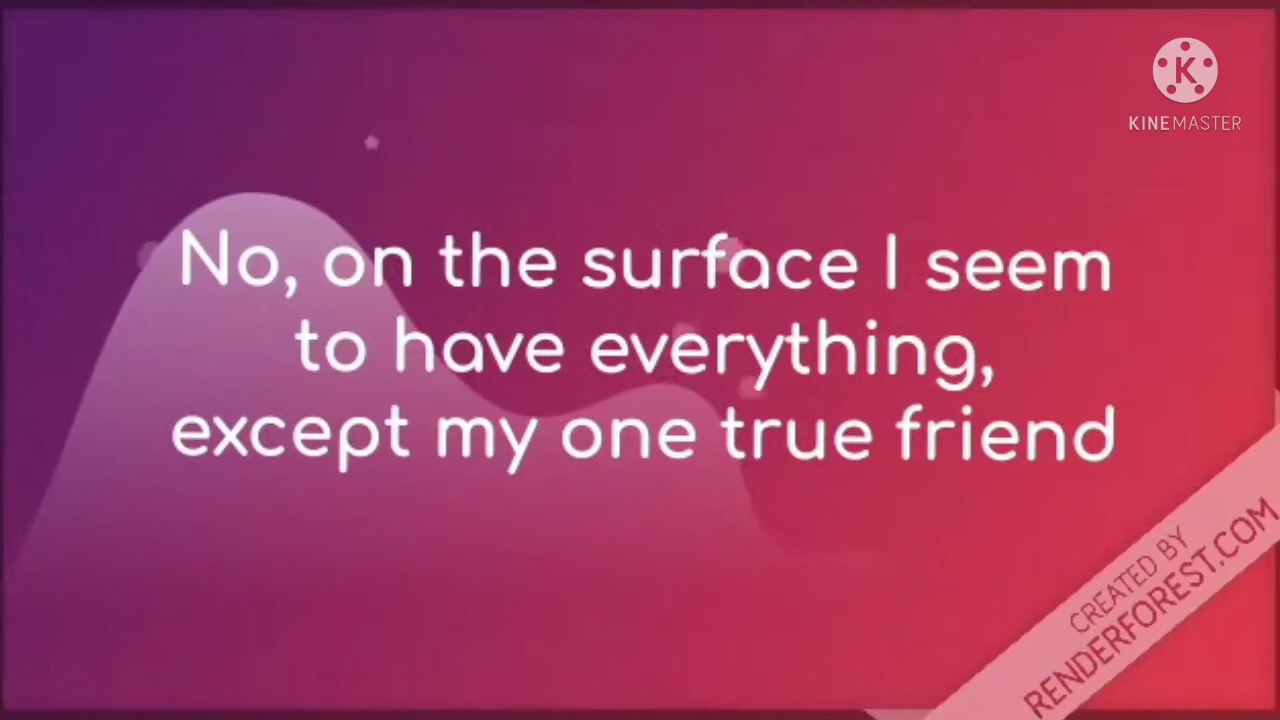 K
KINEMASTER
No, on the surface I seem
to have everything,
except my one true friend
CREATED BY
RENDERFOREST.COM